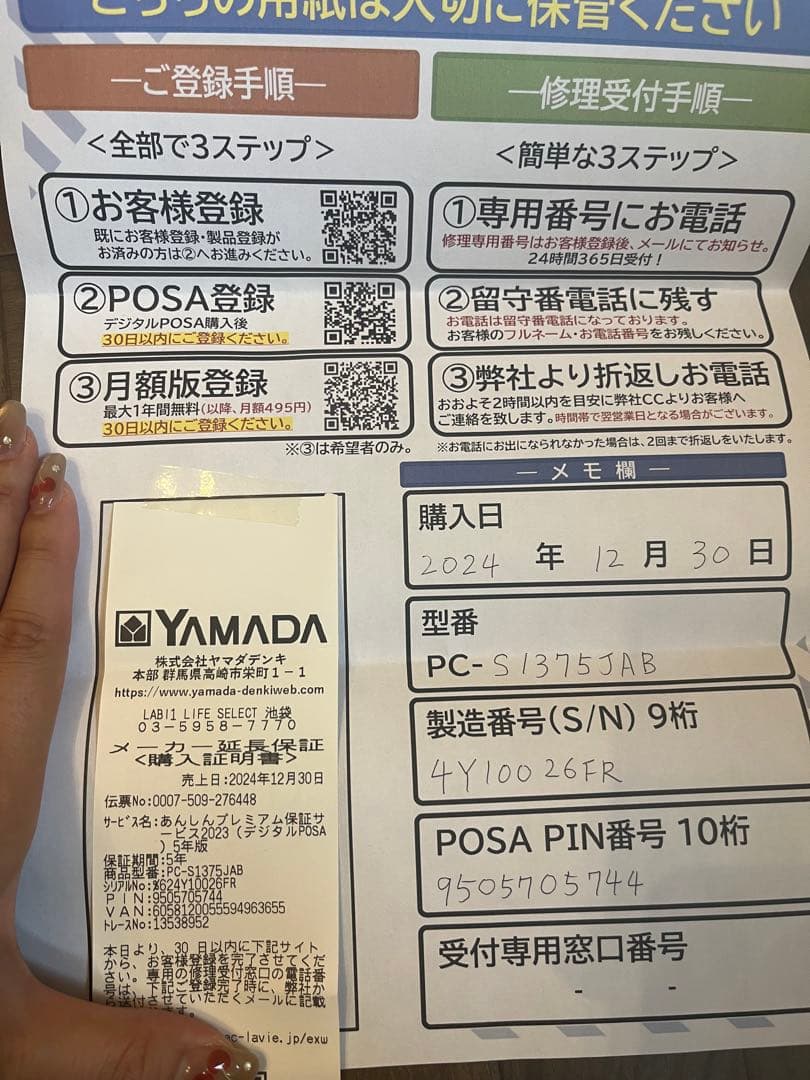 こちらの用紙は大切に保管ください
―ご登録手順―
<全部で3ステップ>
①お客様登録
既にお客様登録・製品登録が
お済みの方は②へお進みください。
②POSA登録
デジタルPOSA購入後
30日以内にご登録ください。
③月額版登録
最大1年間無料(以降、月額495円)
30日以内にご登録ください。
※③は希望者のみ。
―修理受付手順―
<簡単な3ステップ>
①専用番号にお電話
修理専用番号はお客様登録後、メールにてお知らせ。
24時間365日受付！
②留守番電話に残す
お電話は留守番電話になっております。
お客様のフルネーム・お電話番号をお残しください。
③弊社より折返しお電話
おおよそ2時間以内を目安に弊社CCよりお客様へ
ご連絡を致します。時間帯で翌営業日となる場合がございます。
※お電話にお出になられなかった場合は、2回まで折返しをいたします。
―メモ欄―
購入日
2024 年 12 月 30 日
型番
PC-S1375JAB
製造番号(S/N) 9桁
4Y10026FR
POSA PIN番号 10桁
9505705744
受付専用窓口番号
- -
YAMADA
株式会社ヤマダデンキ
本部 群馬県高崎市栄町1-1
https://www.yamada-denkiweb.com
LABI1 LIFE SELECT 池袋
03-5958-7770
メーカー延長保証
<購入証明書>
売上日:2024年12月30日
伝票No:0007-509-276448
サービス名:あんしんプレミアム保証サ
ービス2023（デジタルPOSA
）5年版
保証期間:5年
商品型番:PC-S1375JAB
シリアルNo:%624Y10026FR
PIN:9505705744
VAN:6058120055594963655
トレースNo:13538952
本日より、30 日以内に下記サイト
から、お客様登録を完了させてくだ
さい。専用の修理受付窓口の電話番
号は、下記ご登録完了時に、弊社か
ら送付させていただくメールに記載
ます。
ec-lavie.jp/exw